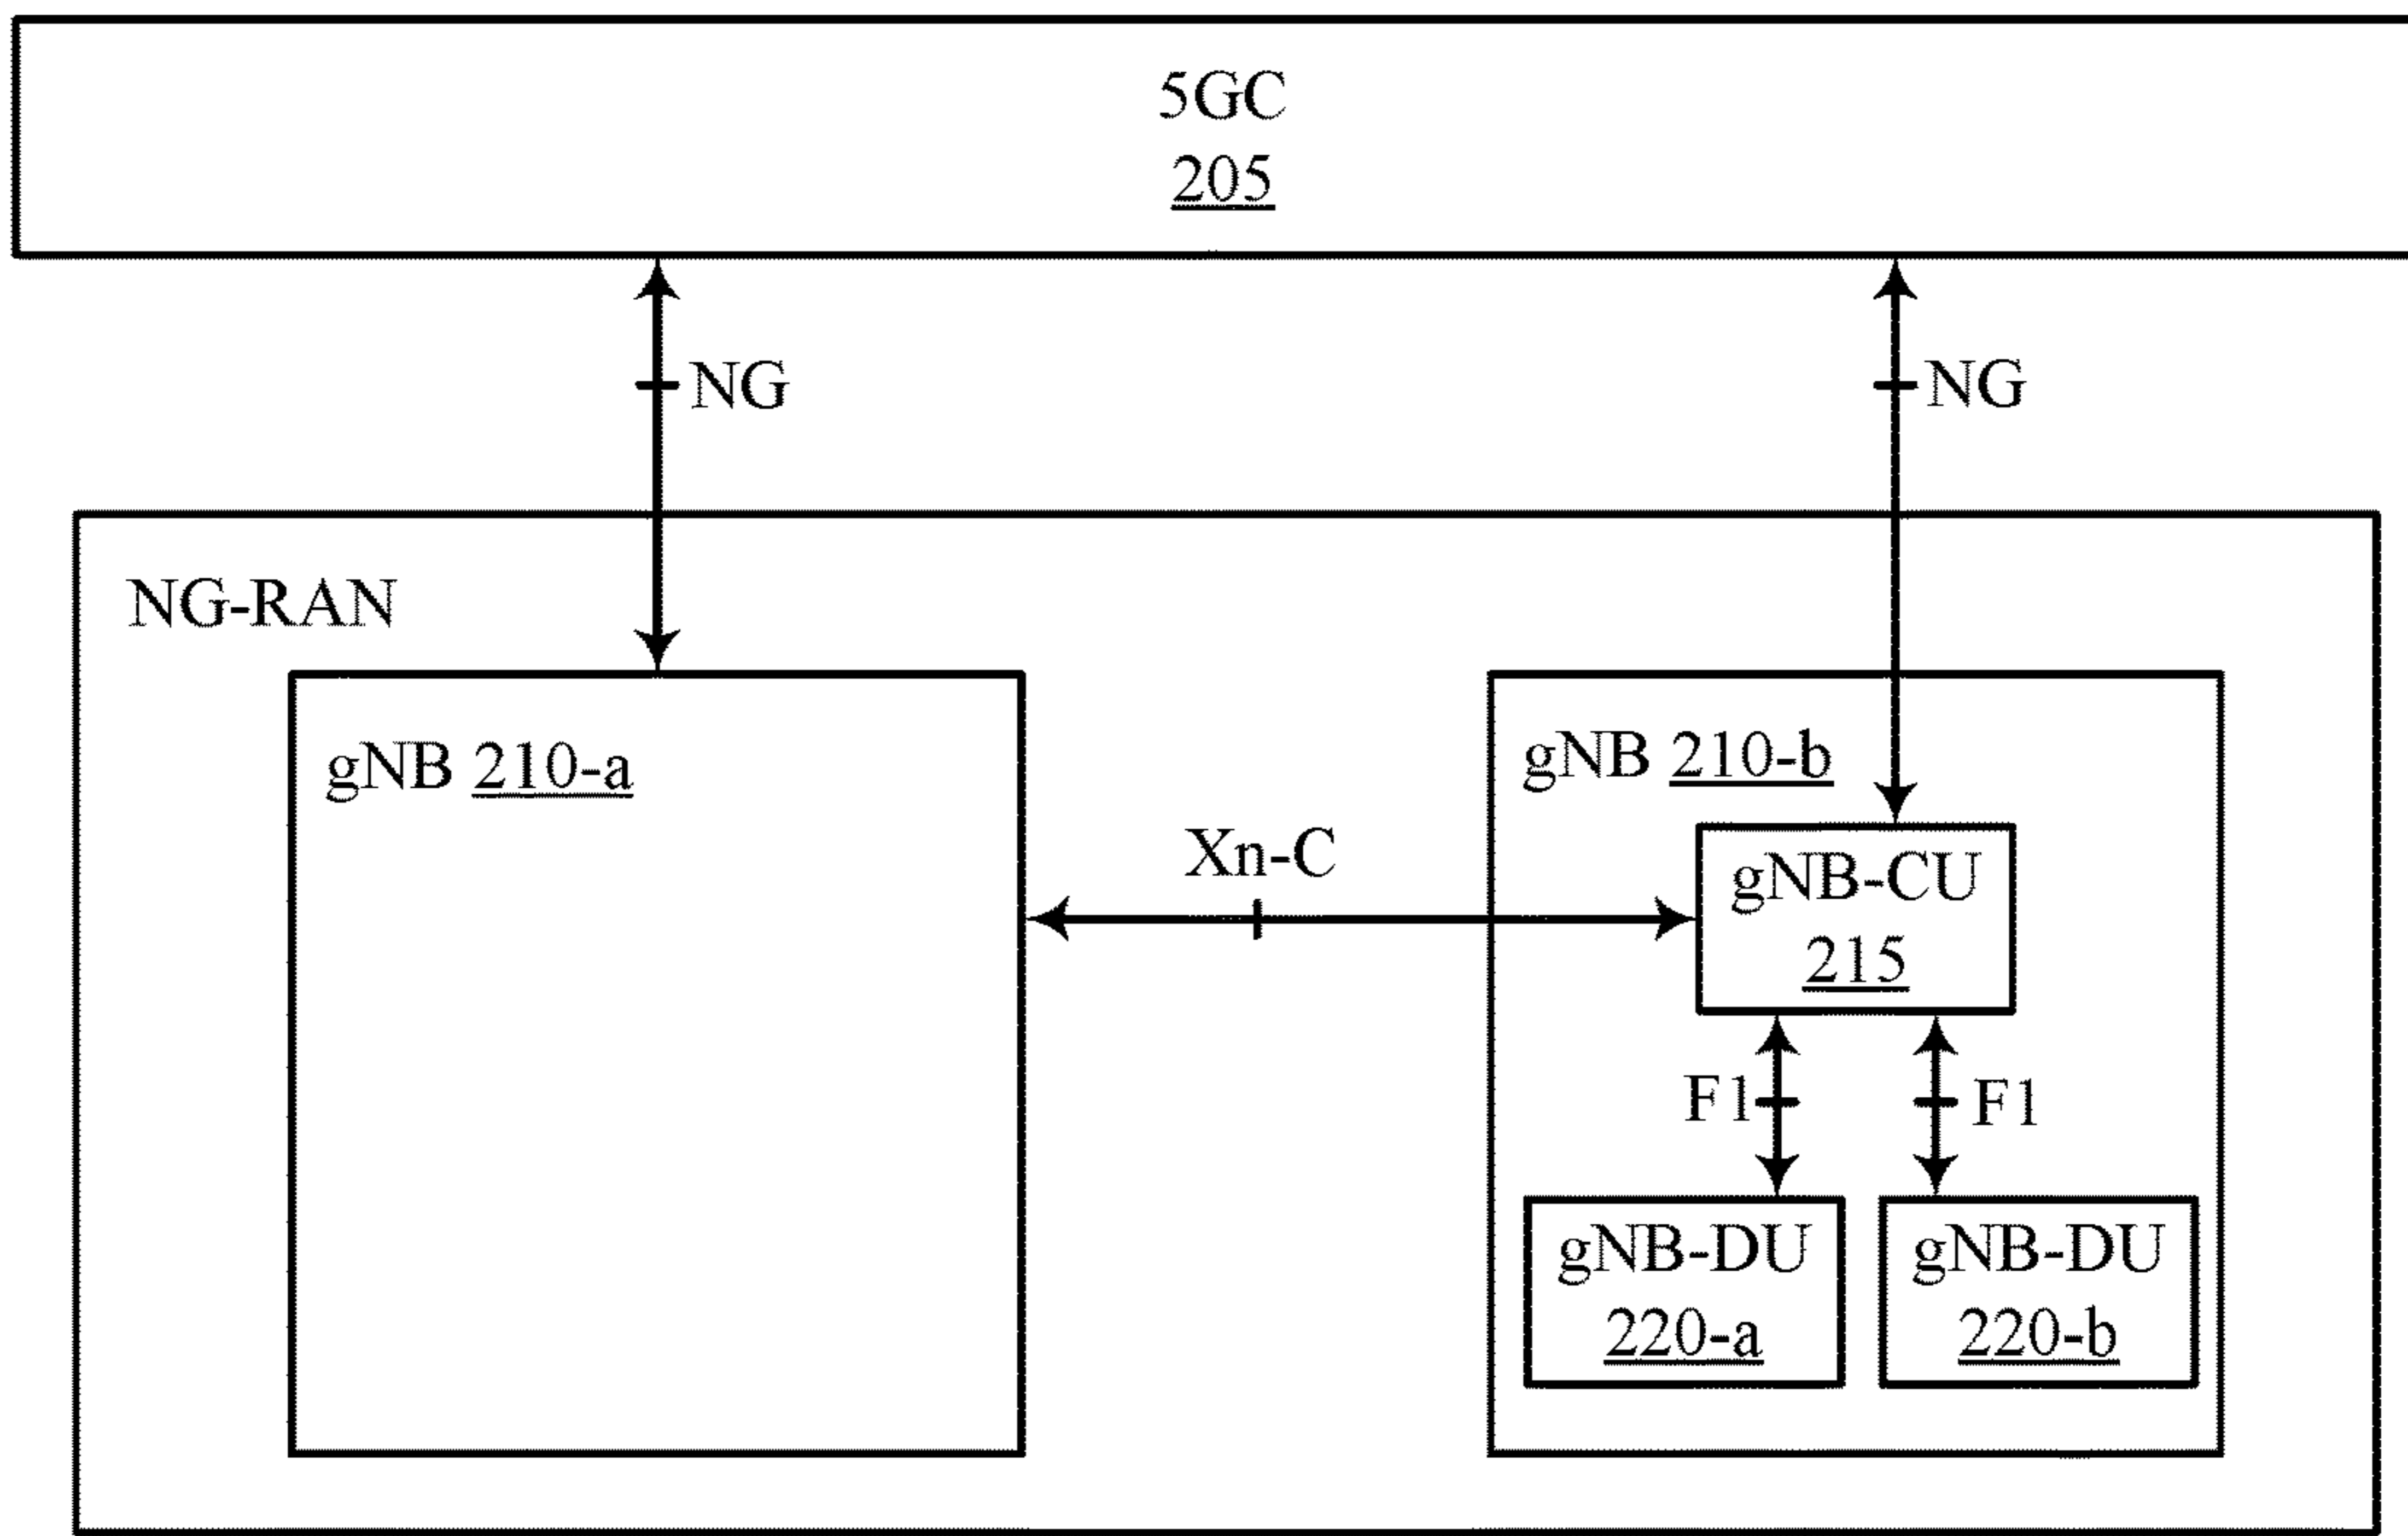 5GC
205
NG
NG
NG-RAN
gNB 210-a
gNB 210-b
Xn-C
gNB-CU
215
F1
F1
gNB-DU
220-a
gNB-DU
220-b